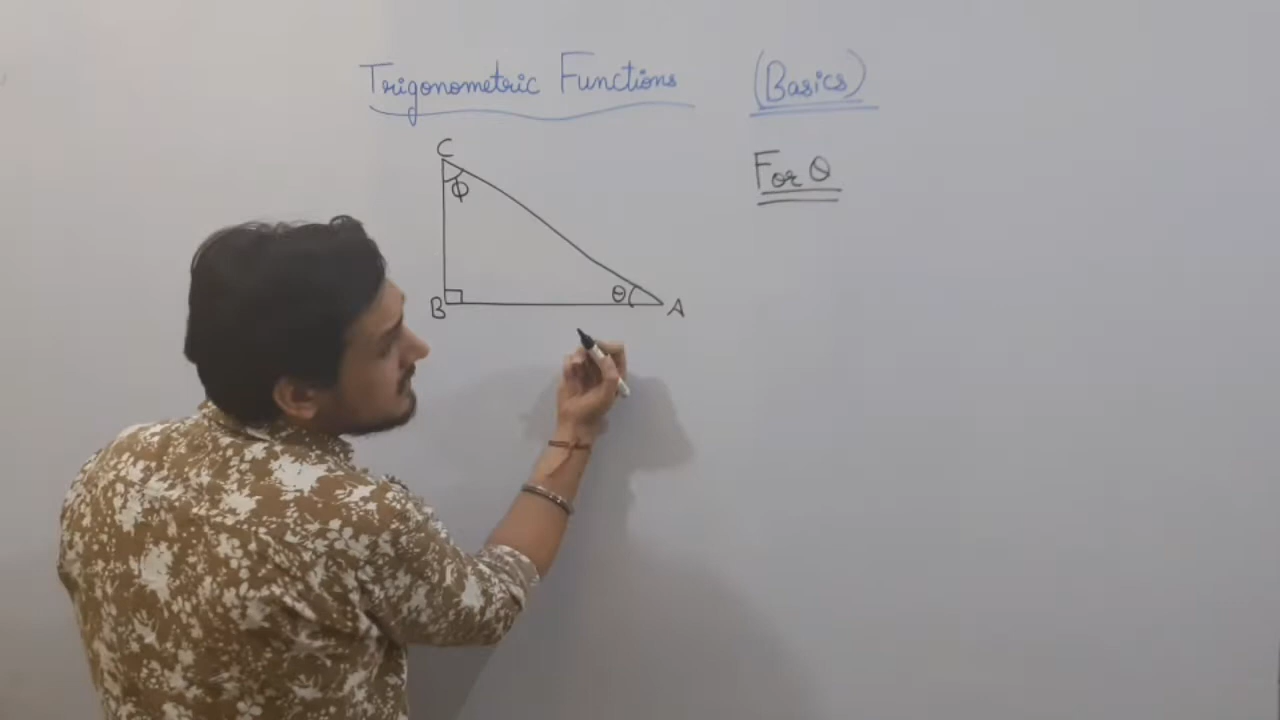 Trigonometric Functions (Basics)
For θ
C
ϕ
θ
B
A